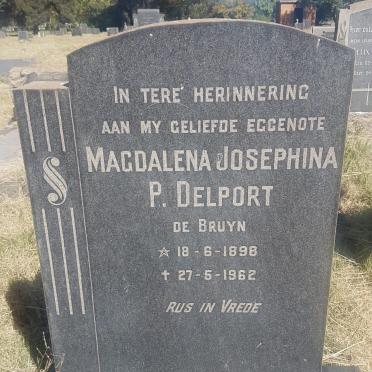 IN TERE' HERINNERING
AAN MY GELIEFDE EGGENOTE
MAGDALENA JOSEPHINA
P. DELPORT
DE BRUYN
☆ 18-6-1898
✝ 27-5-1962
RUS IN VREDE